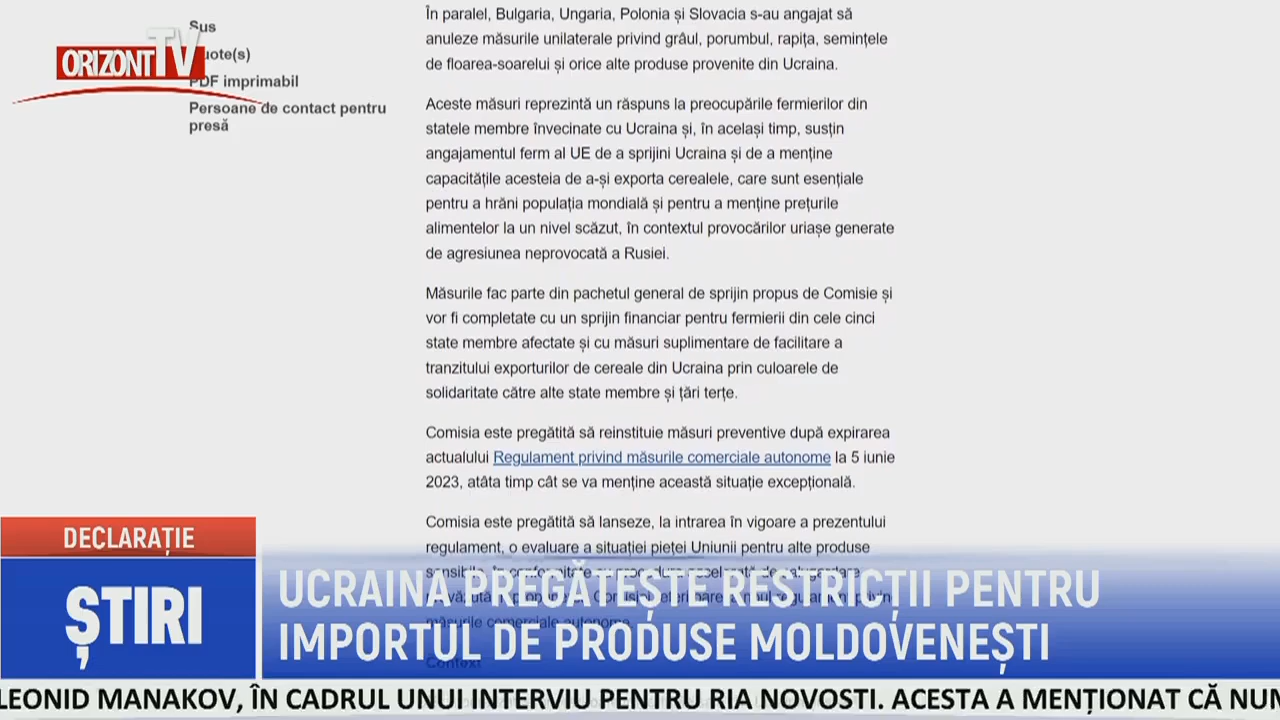 Sus
uote(s)
PDF imprimabil
Persoane de contact pentru
presă
ORIZONT TV
În paralel, Bulgaria, Ungaria, Polonia și Slovacia s-au angajat să
anuleze măsurile unilaterale privind grâul, porumbul, rapița, semințele
de floarea-soarelui și orice alte produse provenite din Ucraina.
Aceste măsuri reprezintă un răspuns la preocupările fermierilor din
statele membre învecinate cu Ucraina și, în același timp, susțin
angajamentul ferm al UE de a sprijini Ucraina și de a menține
capacitățile acesteia de a-și exporta cerealele, care sunt esențiale
pentru a hrăni populația mondială și pentru a menține prețurile
alimentelor la un nivel scăzut, în contextul provocărilor uriașe generate
de agresiunea neprovocată a Rusiei.
Măsurile fac parte din pachetul general de sprijin propus de Comisie și
vor fi completate cu un sprijin financiar pentru fermierii din cele cinci
state membre afectate și cu măsuri suplimentare de facilitare a
tranzitului exporturilor de cereale din Ucraina prin culoarele de
solidaritate către alte state membre și țări terțe.
Comisia este pregătită să reinstituie măsuri preventive după expirarea
actualului Regulament privind măsurile comerciale autonome la 5 iunie
2023, atâta timp cât se va menține această situație excepțională.
Comisia este pregătită să lanseze, la intrarea în vigoare a prezentului
regulament, o evaluare a situației pieței Uniunii pentru alte produse
măsurile comerciale autonome.
Context
DECLARAȚIE
ȘTIRI
UCRAINA PREGĂTEȘTE RESTRICȚII PENTRU
IMPORTUL DE PRODUSE MOLDOVENEȘTI
LEONID MANAKOV, ÎN CADRUL UNUI INTERVIU PENTRU RIA NOVOSTI. ACESTA A MENȚIONAT CĂ NUM